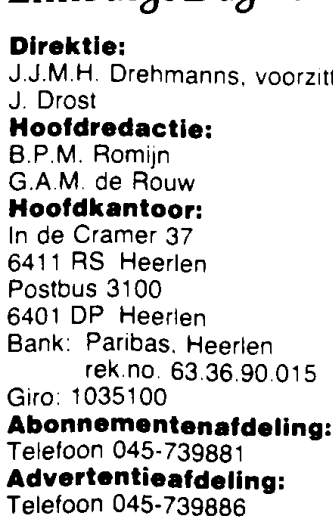 Direktie:
J.J.M.H. Drehmanns,
J. Drost
Hoofdredactie:
B.P.M. Romijn
G.A.M. de Rouw
Hoofdkantoor:
In de Cramer 37
6411 RS Heerlen
Postbus 3100
6401 DP Heerlen
Bank: Paribas, Heerlen
rek.no. 63.36.90.015
Giro: 1035100
Abonnementenafdeling:
Telefoon 045-739881
Advertentieafdeling:
Telefoon 045-739886